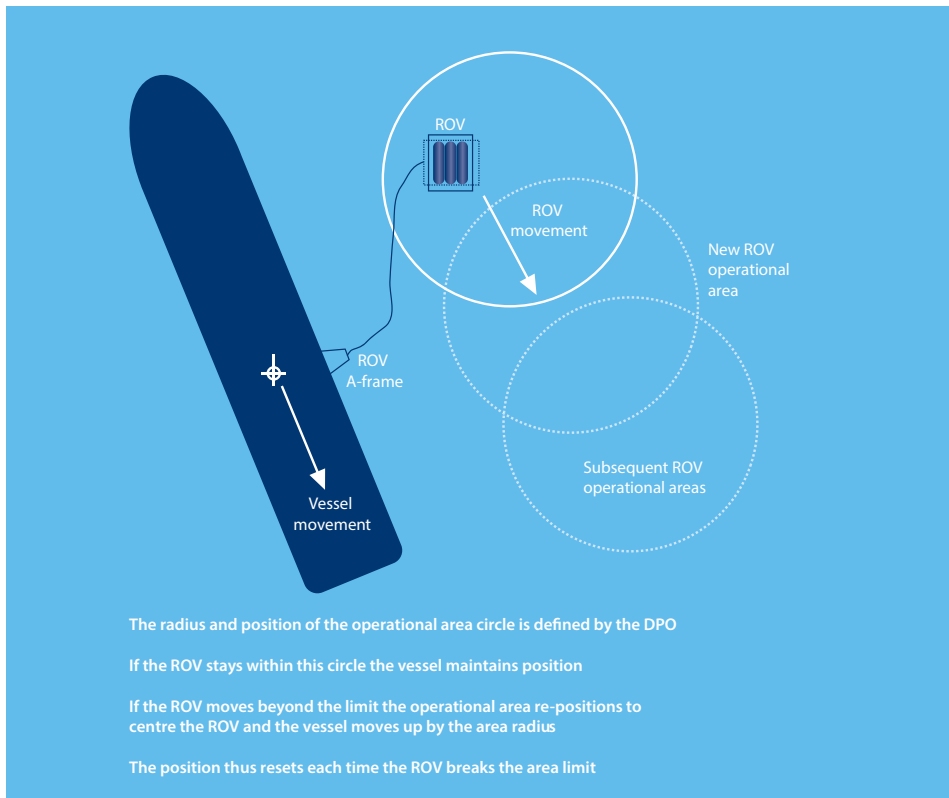 ROV
ROV
movement
New ROV
operational
area
ROV
A-frame
Subsequent ROV
operational areas
Vessel
movement
The radius and position of the operational area circle is defined by the DPO
If the ROV stays within this circle the vessel maintains position
If the ROV moves beyond the limit the operational area re-positions to
centre the ROV and the vessel moves up by the area radius
The position thus resets each time the ROV breaks the area limit